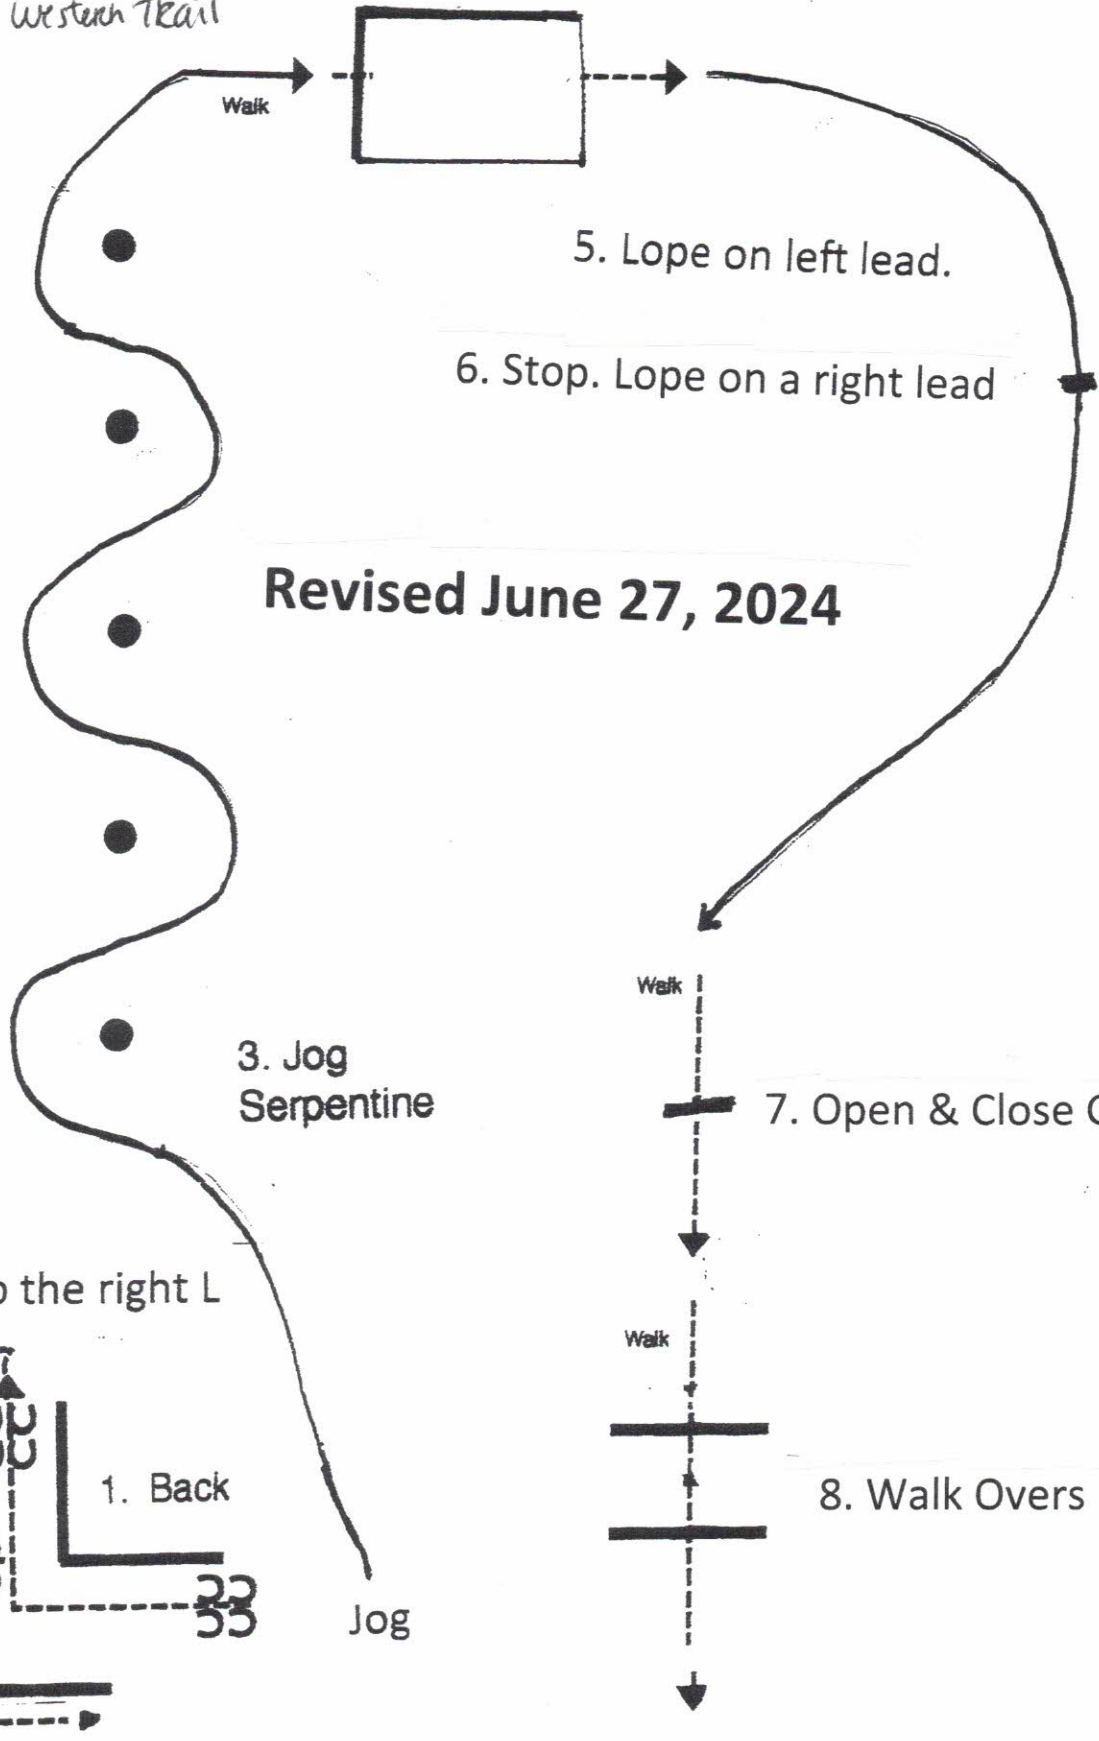 Western Trail
Walk
5. Lope on left lead.
6. Stop. Lope on a right lead
Revised June 27, 2024
Walk
3. Jog
Serpentine
7. Open & Close
the right L
Walk
1. Back
8. Walk Overs
Jog